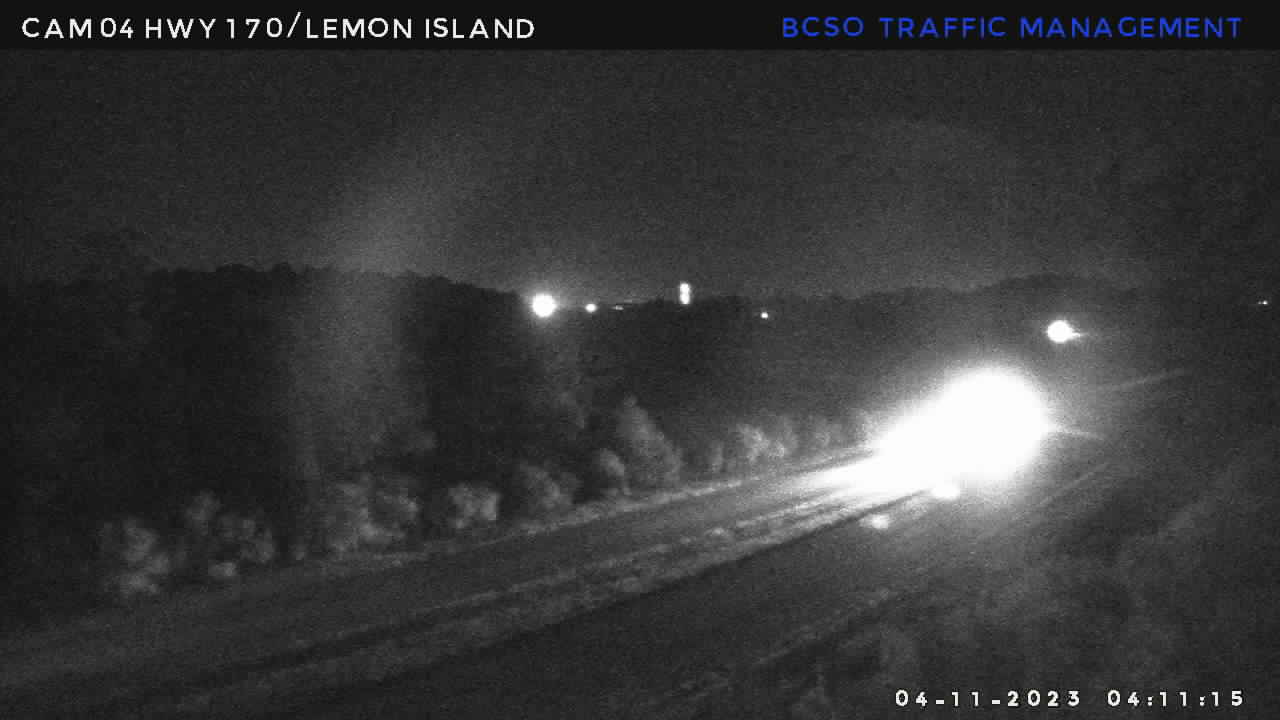 CAM04 HWY 170/LEMON ISLAND
BCSO TRAFFIC MANAGEMENT
04-11-2023 04:11:15